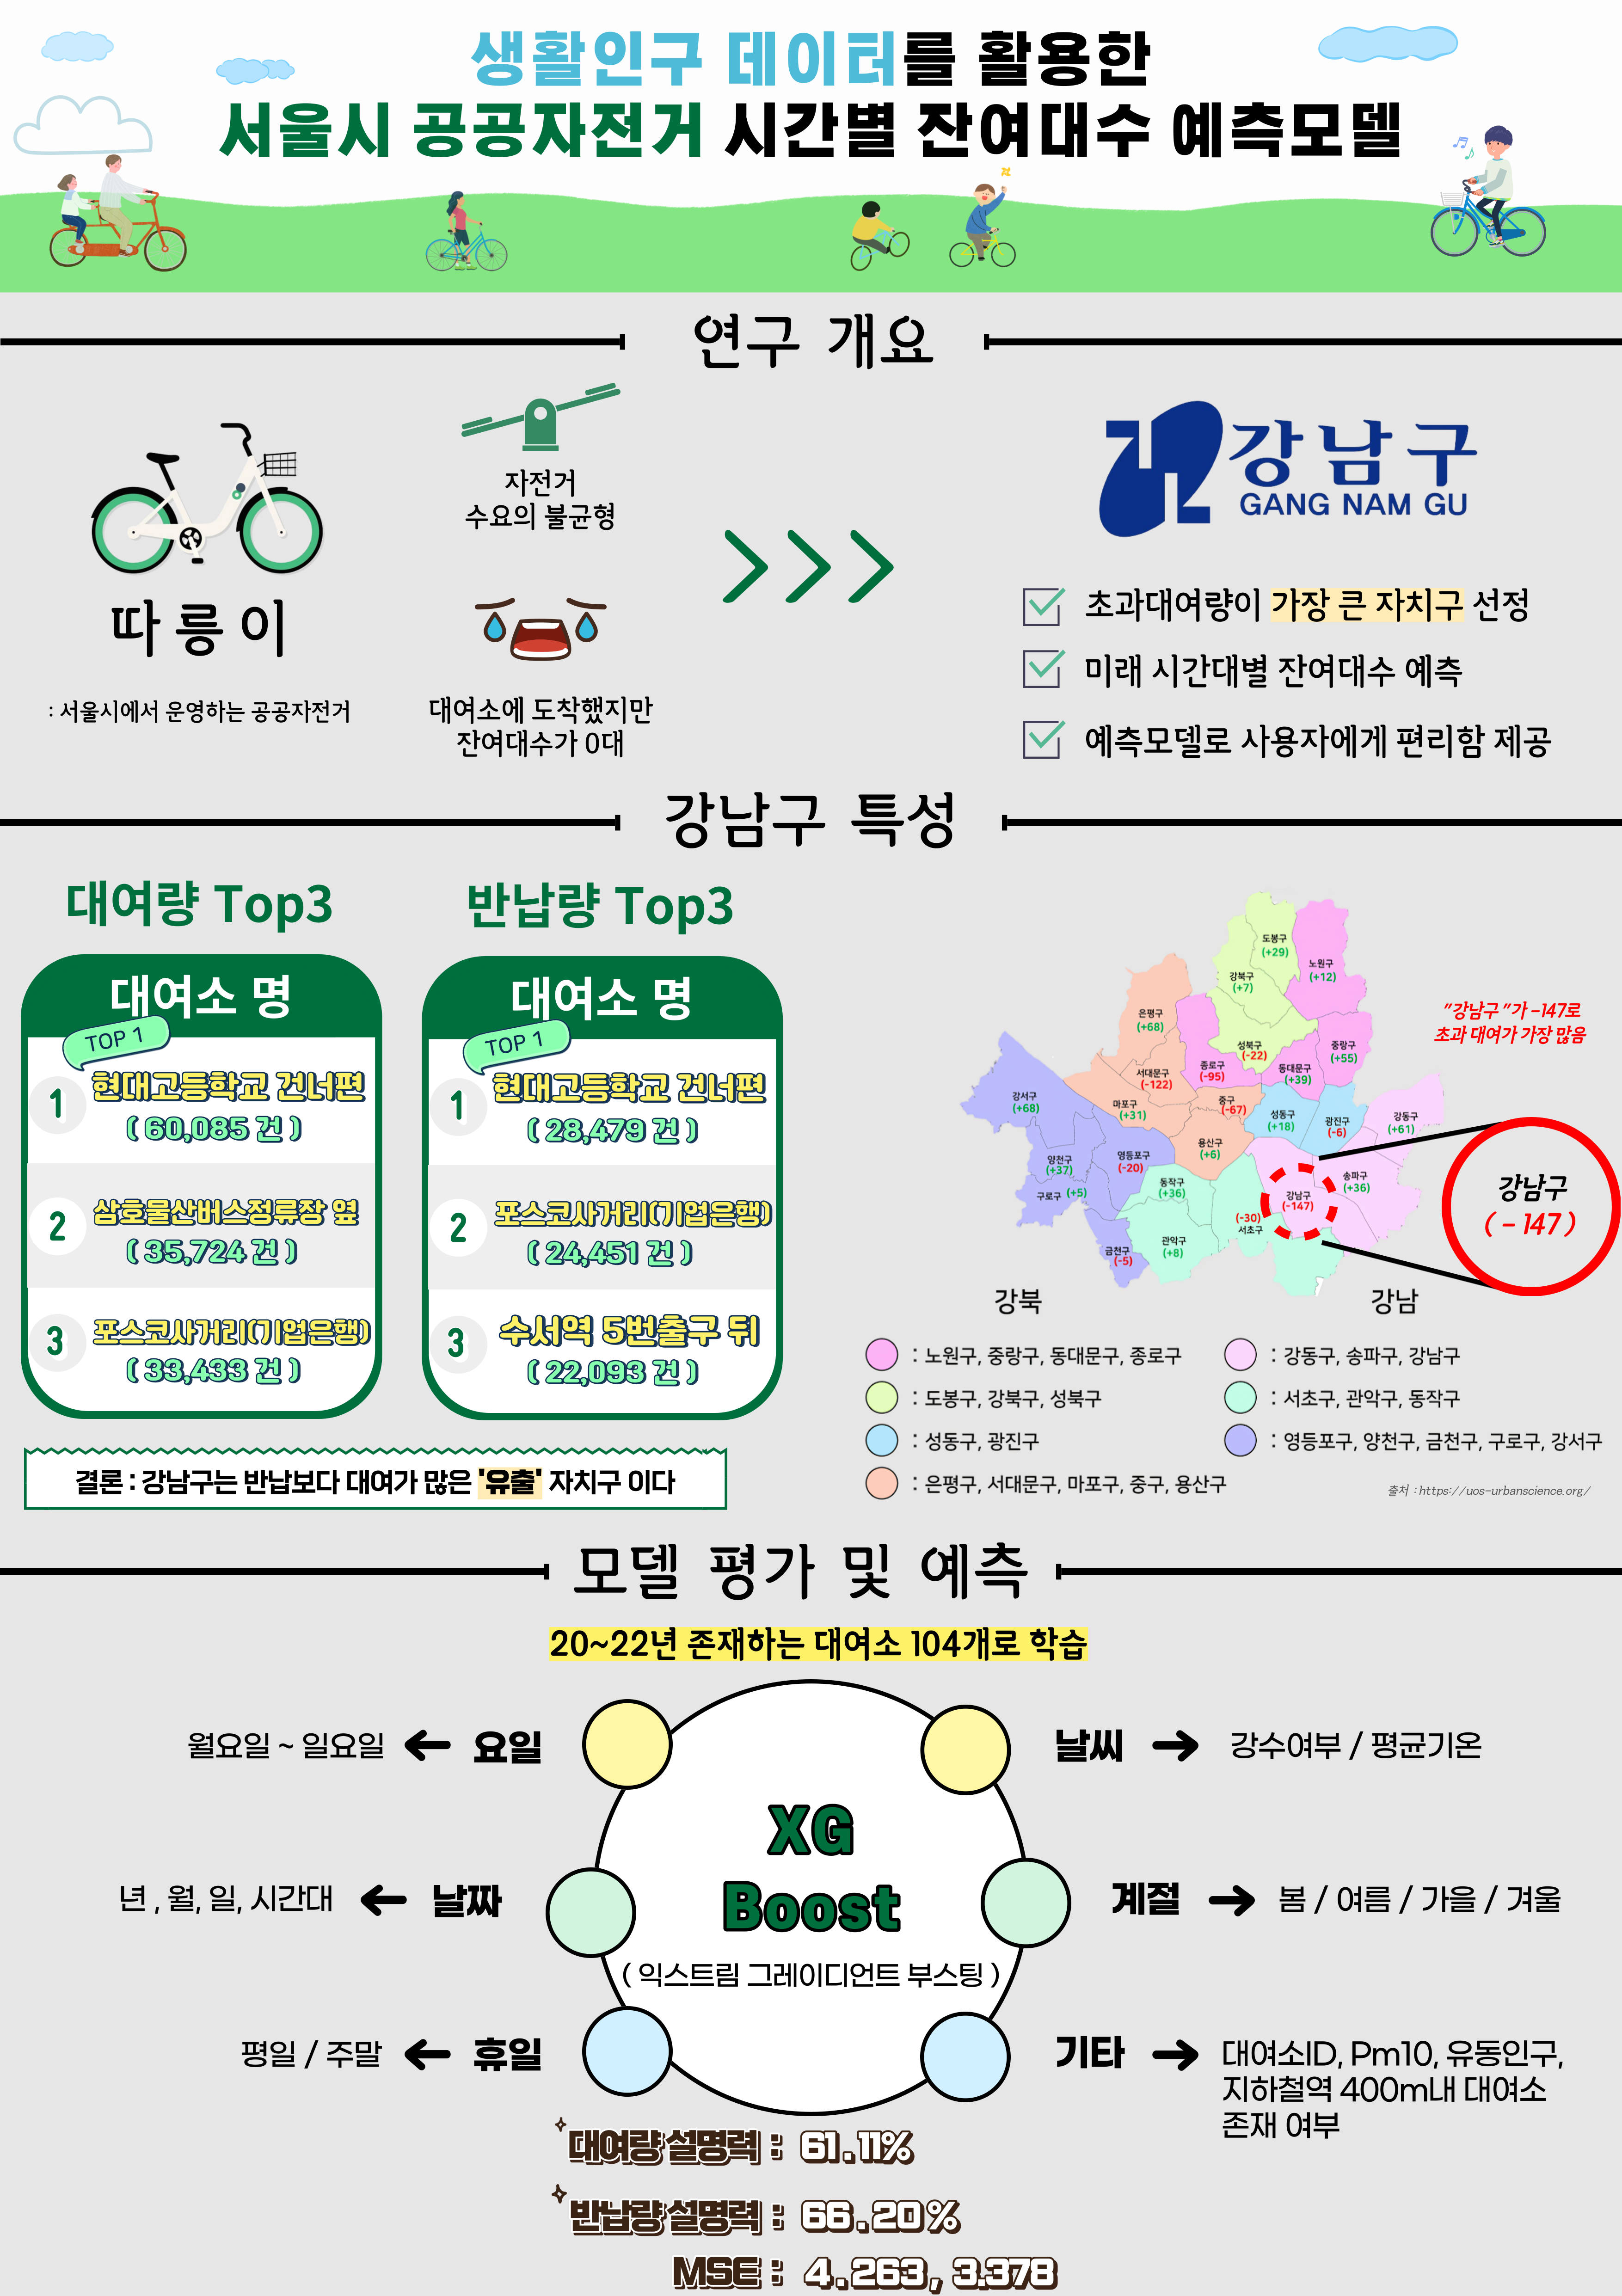 생활인구 데이터를 활용한
서울시 공공자전거 시간별 잔여대수 예측모델
연구 개요
따릉이
: 서울시에서 운영하는 공공자전거
자전거
수요의 불균형
대여소에 도착했지만
잔여대수가 0대
강남구
GANG NAM GU
초과대여량이 가장 큰 자치구 선정
미래 시간대별 잔여대수 예측
예측모델로 사용자에게 편리함 제공
강남구 특성
대여량 Top3
대여소 명
TOP 1
1
현대고등학교 건너편
( 60,085 건 )
2
삼호물산버스정류장 옆
( 35,724 건 )
3
포스코사거리(기업은행)
( 33,433 건 )
반납량 Top3
대여소 명
TOP 1
1
현대고등학교 건너편
( 28,479 건 )
2
포스코사거리(기업은행)
( 24,451 건 )
3
수서역 5번출구 뒤
( 22,093 건 )
결론 : 강남구는 반납보다 대여가 많은 '유출' 자치구 이다
도봉구
(+29)
노원구
(+12)
강북구
(+7)
은평구
(+68)
성북구
(-22)
중랑구
(+55)
종로구
(-95)
동대문구
(+39)
서대문구
(-122)
강서구
(+68)
마포구
(+31)
중구
(-67)
성동구
(+18)
광진구
(-6)
강동구
(+61)
용산구
(+6)
양천구
(+37)
영등포구
(-20)
동작구
(+36)
송파구
(+36)
구로구 (+5)
강남구
(-147)
(-30)
서초구
관악구
(+8)
금천구
(-5)
"강남구 "가 -147로
초과 대여가 가장 많음
강남구
( - 147 )
강북
: 노원구, 중랑구, 동대문구, 종로구
: 도봉구, 강북구, 성북구
: 성동구, 광진구
: 은평구, 서대문구, 마포구, 중구, 용산구
강남
: 강동구, 송파구, 강남구
: 서초구, 관악구, 동작구
: 영등포구, 양천구, 금천구, 구로구, 강서구
출처 : https://uos-urbanscience.org/
모델 평가 및 예측
20~22년 존재하는 대여소 104개로 학습
월요일 ~ 일요일 ← 요일
년 , 월, 일, 시간대 ← 날짜
평일 / 주말 ← 휴일
XG
Boost
( 익스트림 그레이디언트 부스팅 )
날씨 → 강수여부 / 평균기온
계절 → 봄 / 여름 / 가을 / 겨울
기타 → 대여소ID, Pm10, 유동인구,
지하철역 400m내 대여소
존재 여부
대여량 설명력 : 61.11%
반납량 설명력 : 66.20%
MSE : 4.263, 3.378